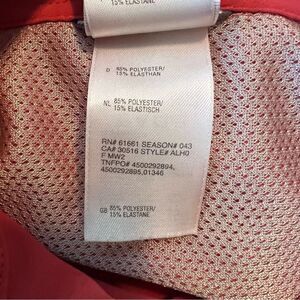 15% ELASTANE
D 85% POLYESTER/
15% ELASTHAN
NL 85% POLYESTER/
15% ELASTISCH
RN# 61661 SEASON# 043
CA# 30516 STYLE# ALH0
F MW2
TNFPO# 4500292894,
4500292895,01346
GB 85% POLYESTER/
15% ELASTANE